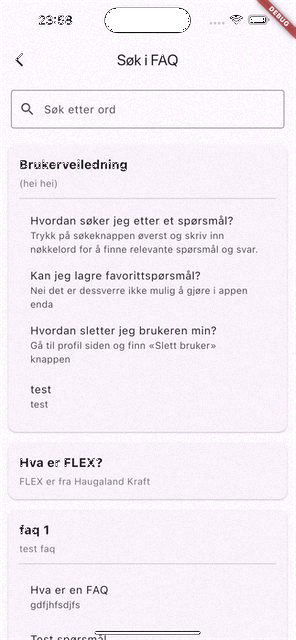 23:58
DEBUG
Søk i FAQ
Søk etter ord
Brukerveiledning
(hei hei)
Hvordan søker jeg etter et spørsmål?
Trykk på søkeknappen øverst og skriv inn
nøkkelord for å finne relevante spørsmål og svar.
Kan jeg lagre favorittspørsmål?
Nei det er dessverre ikke mulig å gjøre i appen
enda
Hvordan sletter jeg brukeren min?
Gå til profil siden og finn «Slett bruker»
knappen
test
test
Hva er FLEX?
FLEX er fra Haugaland Kraft
faq 1
test faq
Hva er en FAQ
gdfjhfsdjfs
Test spørsmål